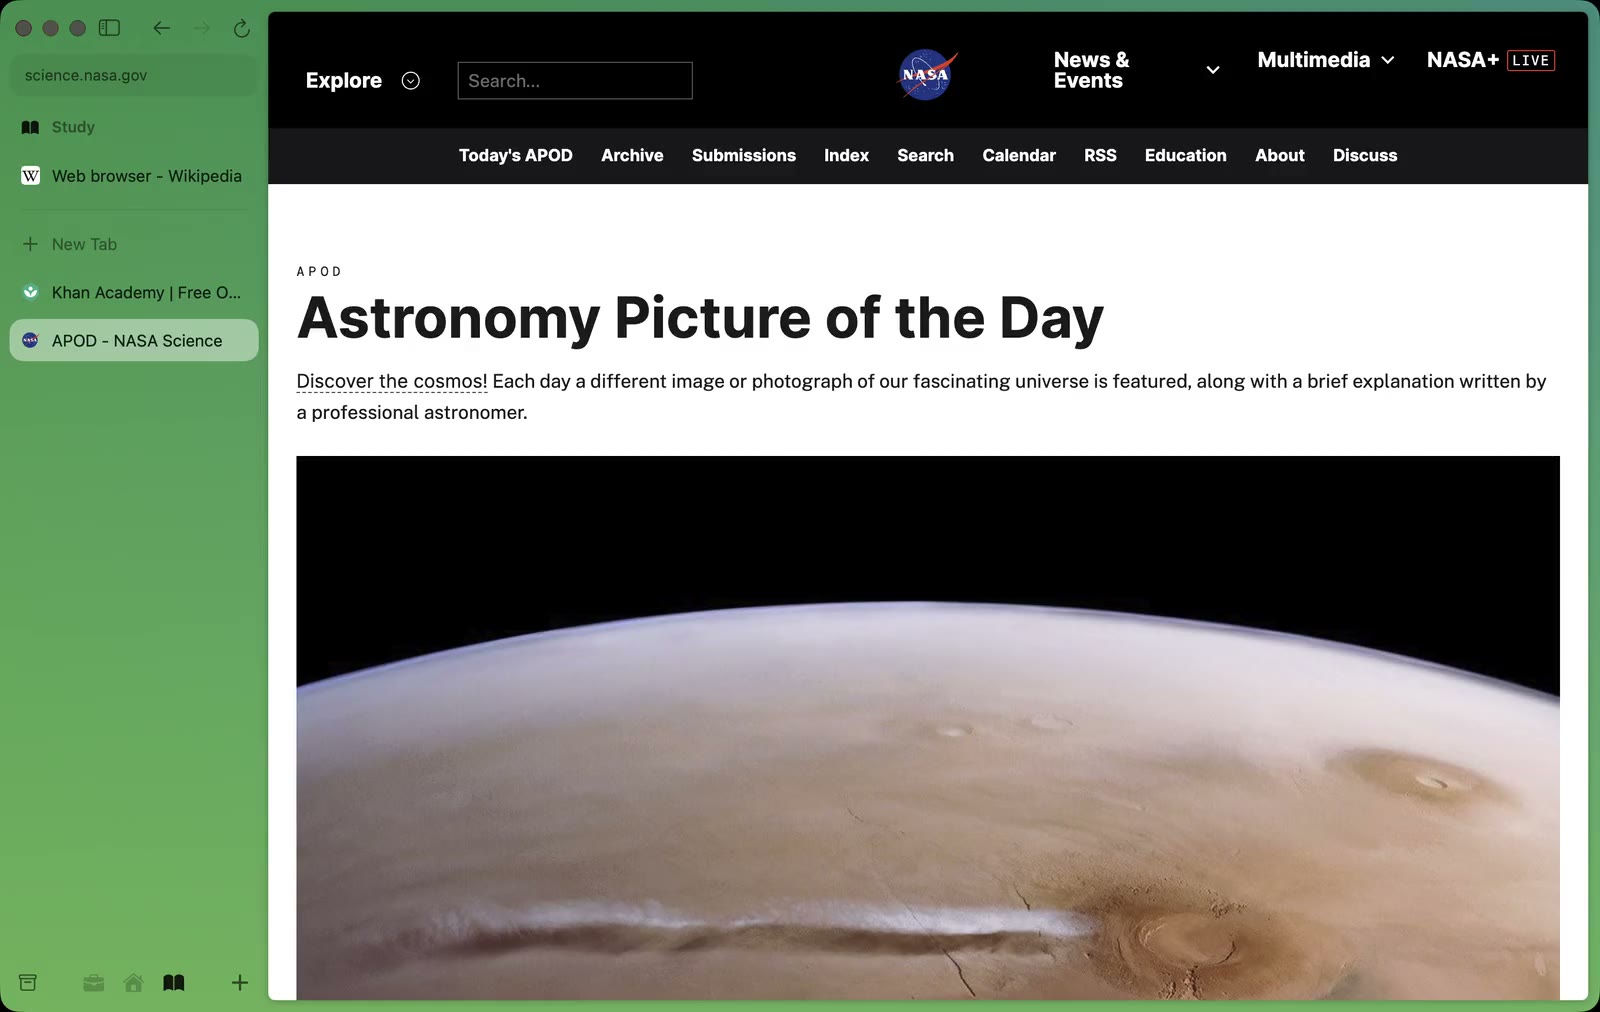 science.nasa.gov
Study
Web browser - Wikipedia
New Tab
Khan Academy | Free O...
APOD - NASA Science
Explore
Search...
NASA
News &
Events
Multimedia
NASA+ LIVE
Today's APOD Archive Submissions Index Search Calendar RSS Education About Discuss
APOD
Astronomy Picture of the Day
Discover the cosmos! Each day a different image or photograph of our fascinating universe is featured, along with a brief explanation written by
a professional astronomer.